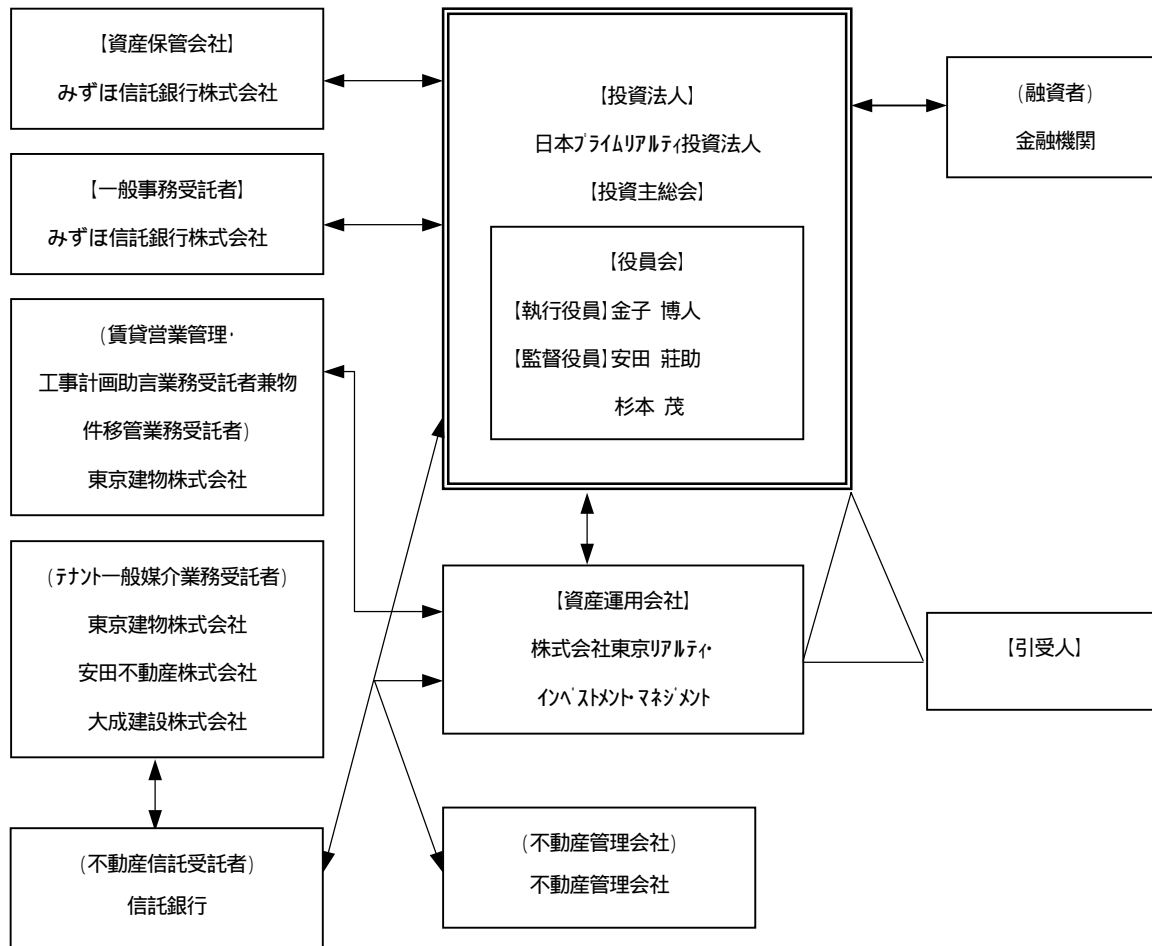 【資産保管会社】
みずほ信託銀行株式会社
【一般事務受託者】
みずほ信託銀行株式会社
(賃貸営業管理･
工事計画助言業務受託者兼物
件移管業務受託者)
東京建物株式会社
(ﾃﾅﾝﾄ一般媒介業務受託者)
東京建物株式会社
安田不動産株式会社
大成建設株式会社
(不動産信託受託者)
信託銀行
【投資法人】
日本ﾌﾟﾗｲﾑﾘｱﾙﾃｨ投資法人
【投資主総会】
【役員会】
【執行役員】金子 博人
【監督役員】安田 莊助
杉本 茂
【資産運用会社】
株式会社東京ﾘｱﾙﾃｨ･
ｲﾝﾍﾞｽﾄﾒﾝﾄ･ﾏﾈｼﾞﾒﾝﾄ
(不動産管理会社)
不動産管理会社
(融資者)
金融機関
【引受人】